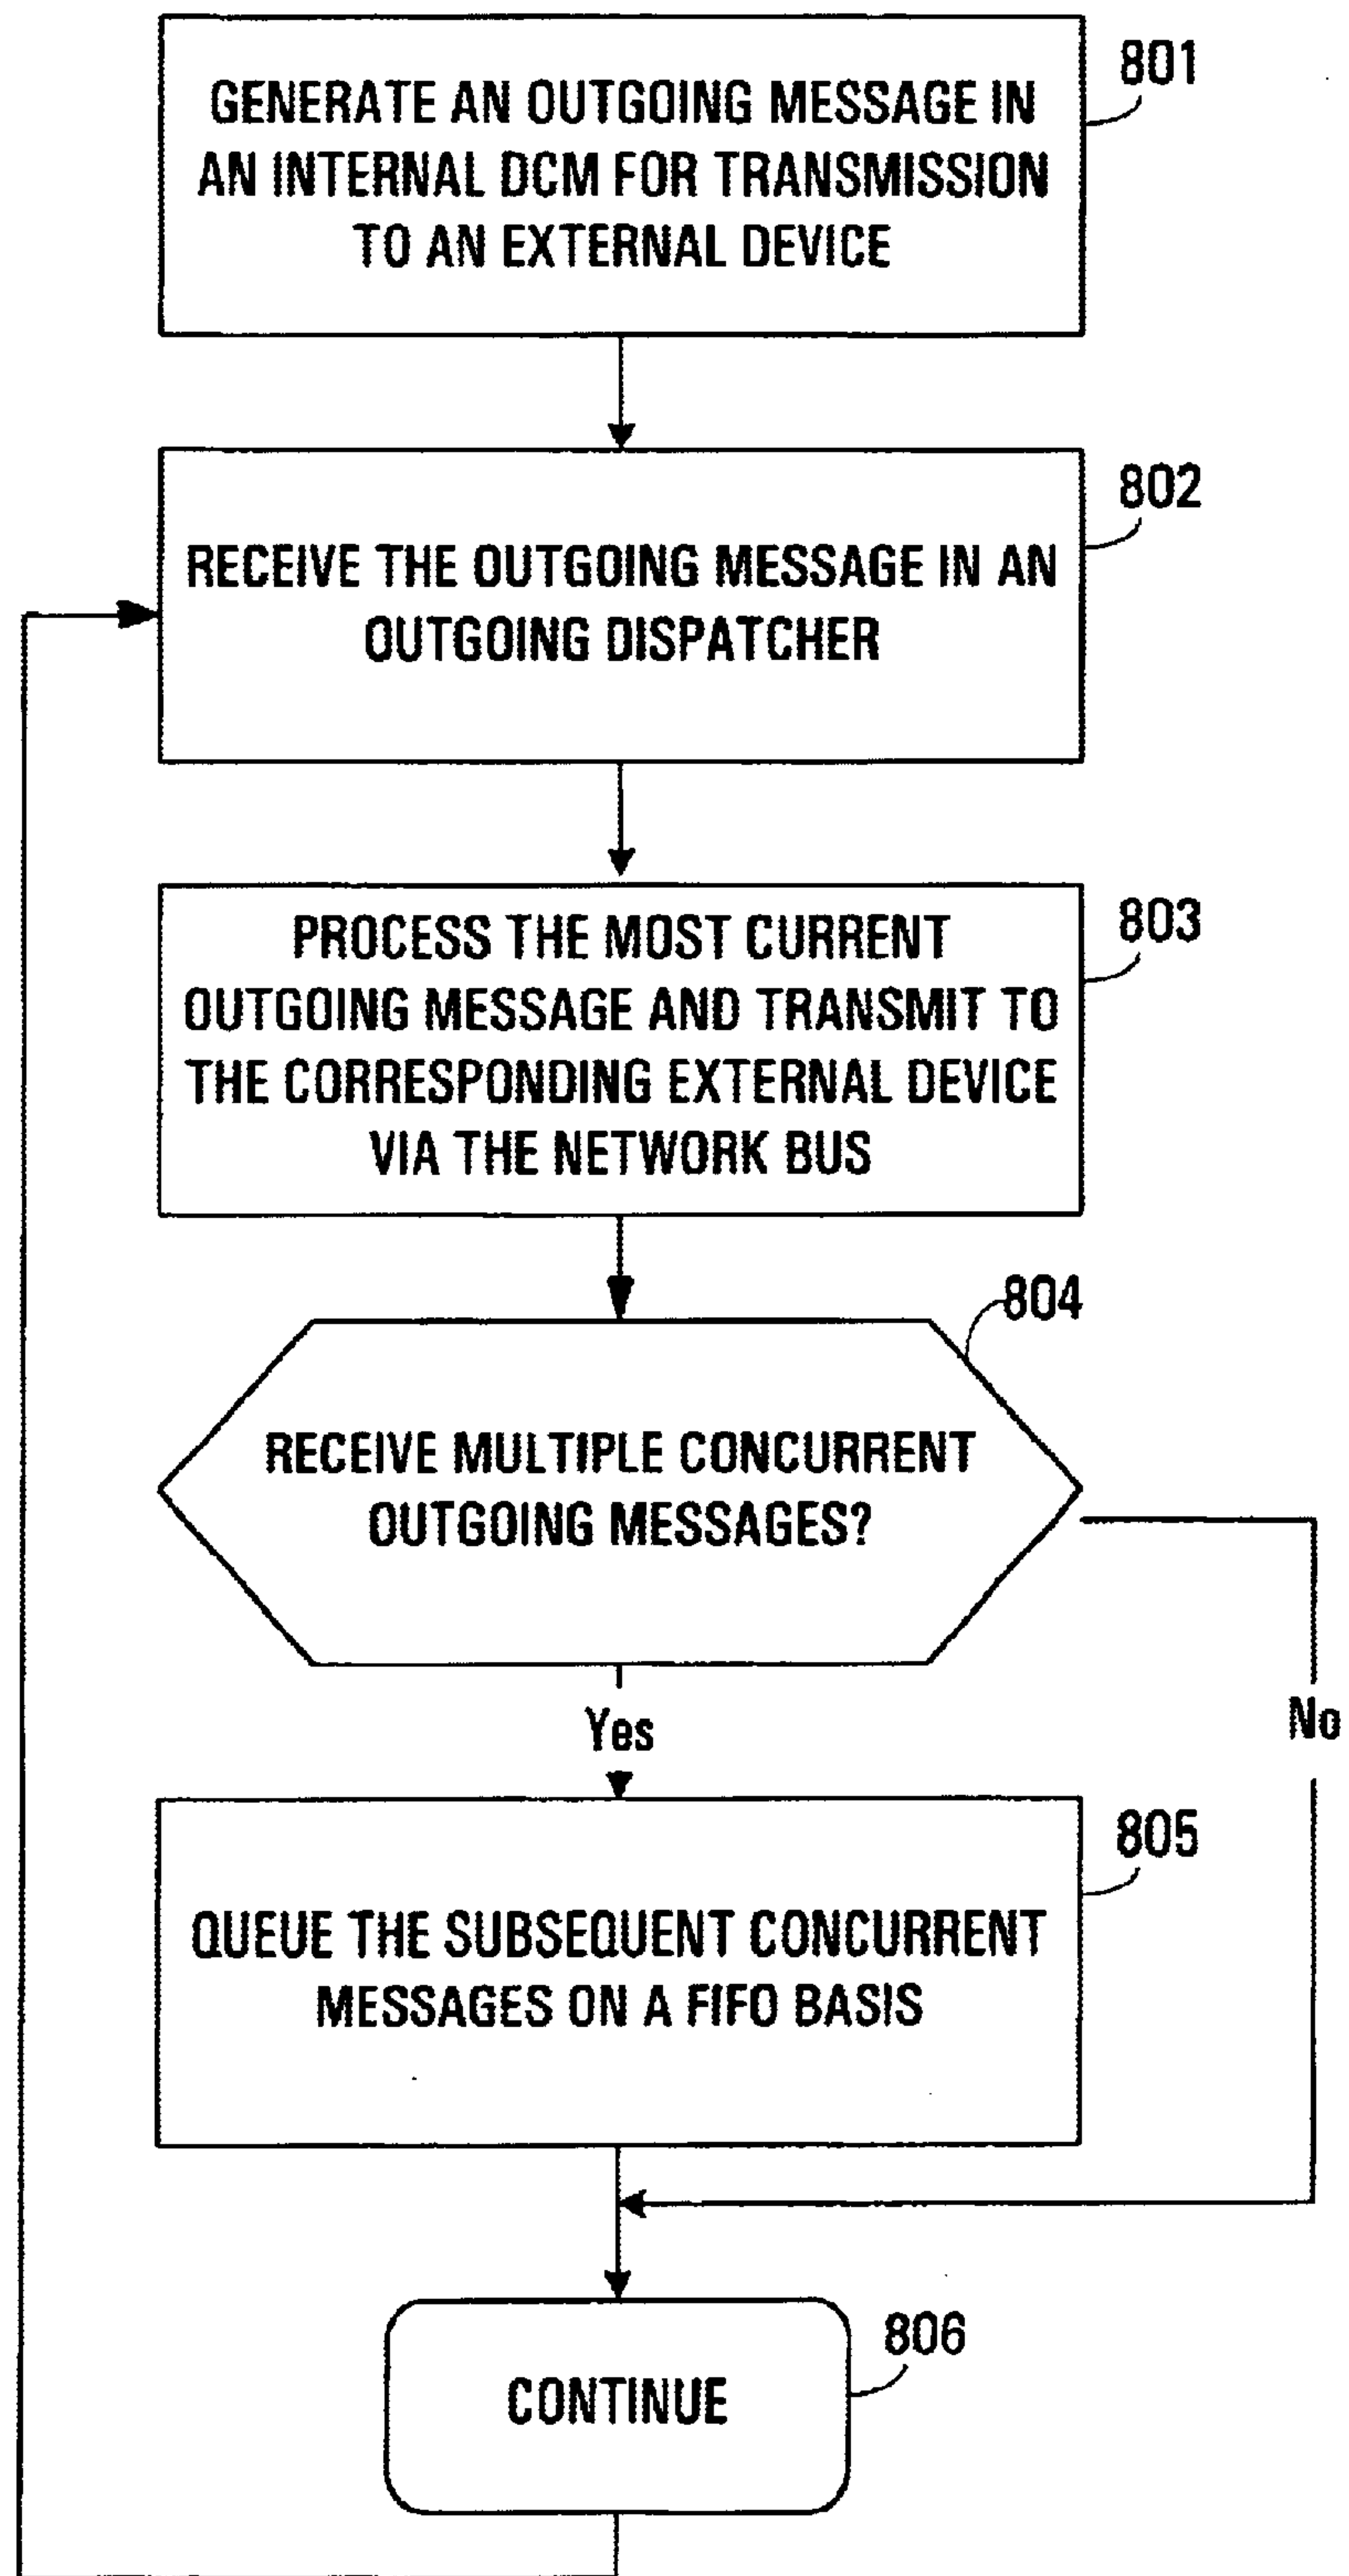 801
GENERATE AN OUTGOING MESSAGE IN
AN INTERNAL DCM FOR TRANSMISSION
TO AN EXTERNAL DEVICE
802
RECEIVE THE OUTGOING MESSAGE IN AN
OUTGOING DISPATCHER
803
PROCESS THE MOST CURRENT
OUTGOING MESSAGE AND TRANSMIT TO
THE CORRESPONDING EXTERNAL DEVICE
VIA THE NETWORK BUS
804
RECEIVE MULTIPLE CONCURRENT
OUTGOING MESSAGES?
Yes
No
805
QUEUE THE SUBSEQUENT CONCURRENT
MESSAGES ON A FIFO BASIS
806
CONTINUE